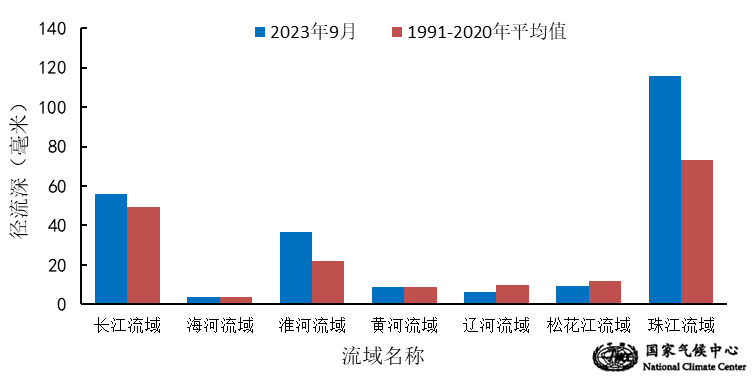 2023年9月 1991-2020年平均值
径流深（毫米）
140
120
100
80
60
40
20
0
长江流域 海河流域 淮河流域 黄河流域 辽河流域 松花江流域 珠江流域
流域名称
国家气候中心
National Climate Center